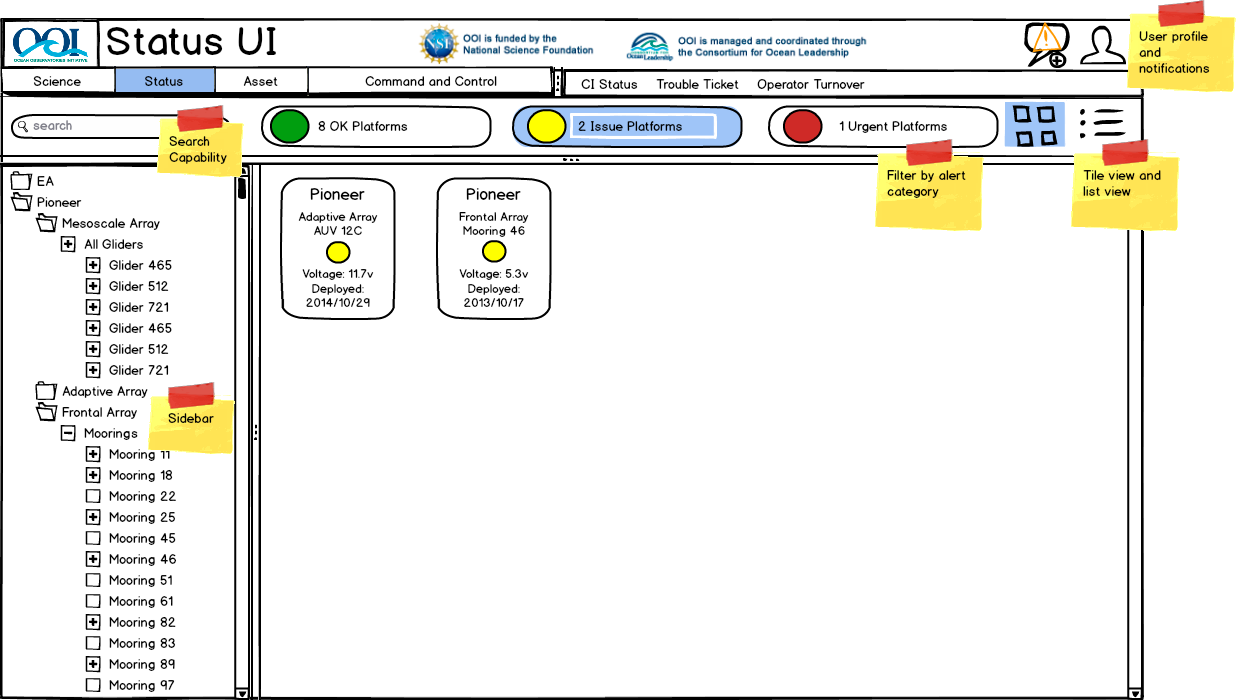 OOI
OCEAN OBSERVATORIES INITIATIVE
Status UI
NSF
OOI is funded by the
National Science Foundation
CONSORTIUM FOR
Ocean Leadership
OOI is managed and coordinated through
the Consortium for Ocean Leadership
User profile
and
notifications
Science
Status
Asset
Command and Control
CI Status
Trouble Ticket
Operator Turnover
search
Search
Capability
8 OK Platforms
2 Issue Platforms
1 Urgent Platforms
Filter by alert
category
Tile view and
list view
EA
Pioneer
Mesoscale Array
All Gliders
Glider 465
Glider 512
Glider 721
Glider 465
Glider 512
Glider 721
Adaptive Array
Frontal Array
Sidebar
Moorings
Mooring 11
Mooring 18
Mooring 22
Mooring 25
Mooring 45
Mooring 46
Mooring 51
Mooring 61
Mooring 82
Mooring 83
Mooring 89
Mooring 97
Pioneer
Adaptive Array
AUV 12C
Voltage: 11.7v
Deployed:
2014/10/29
Pioneer
Frontal Array
Mooring 46
Voltage: 5.3v
Deployed:
2013/10/17